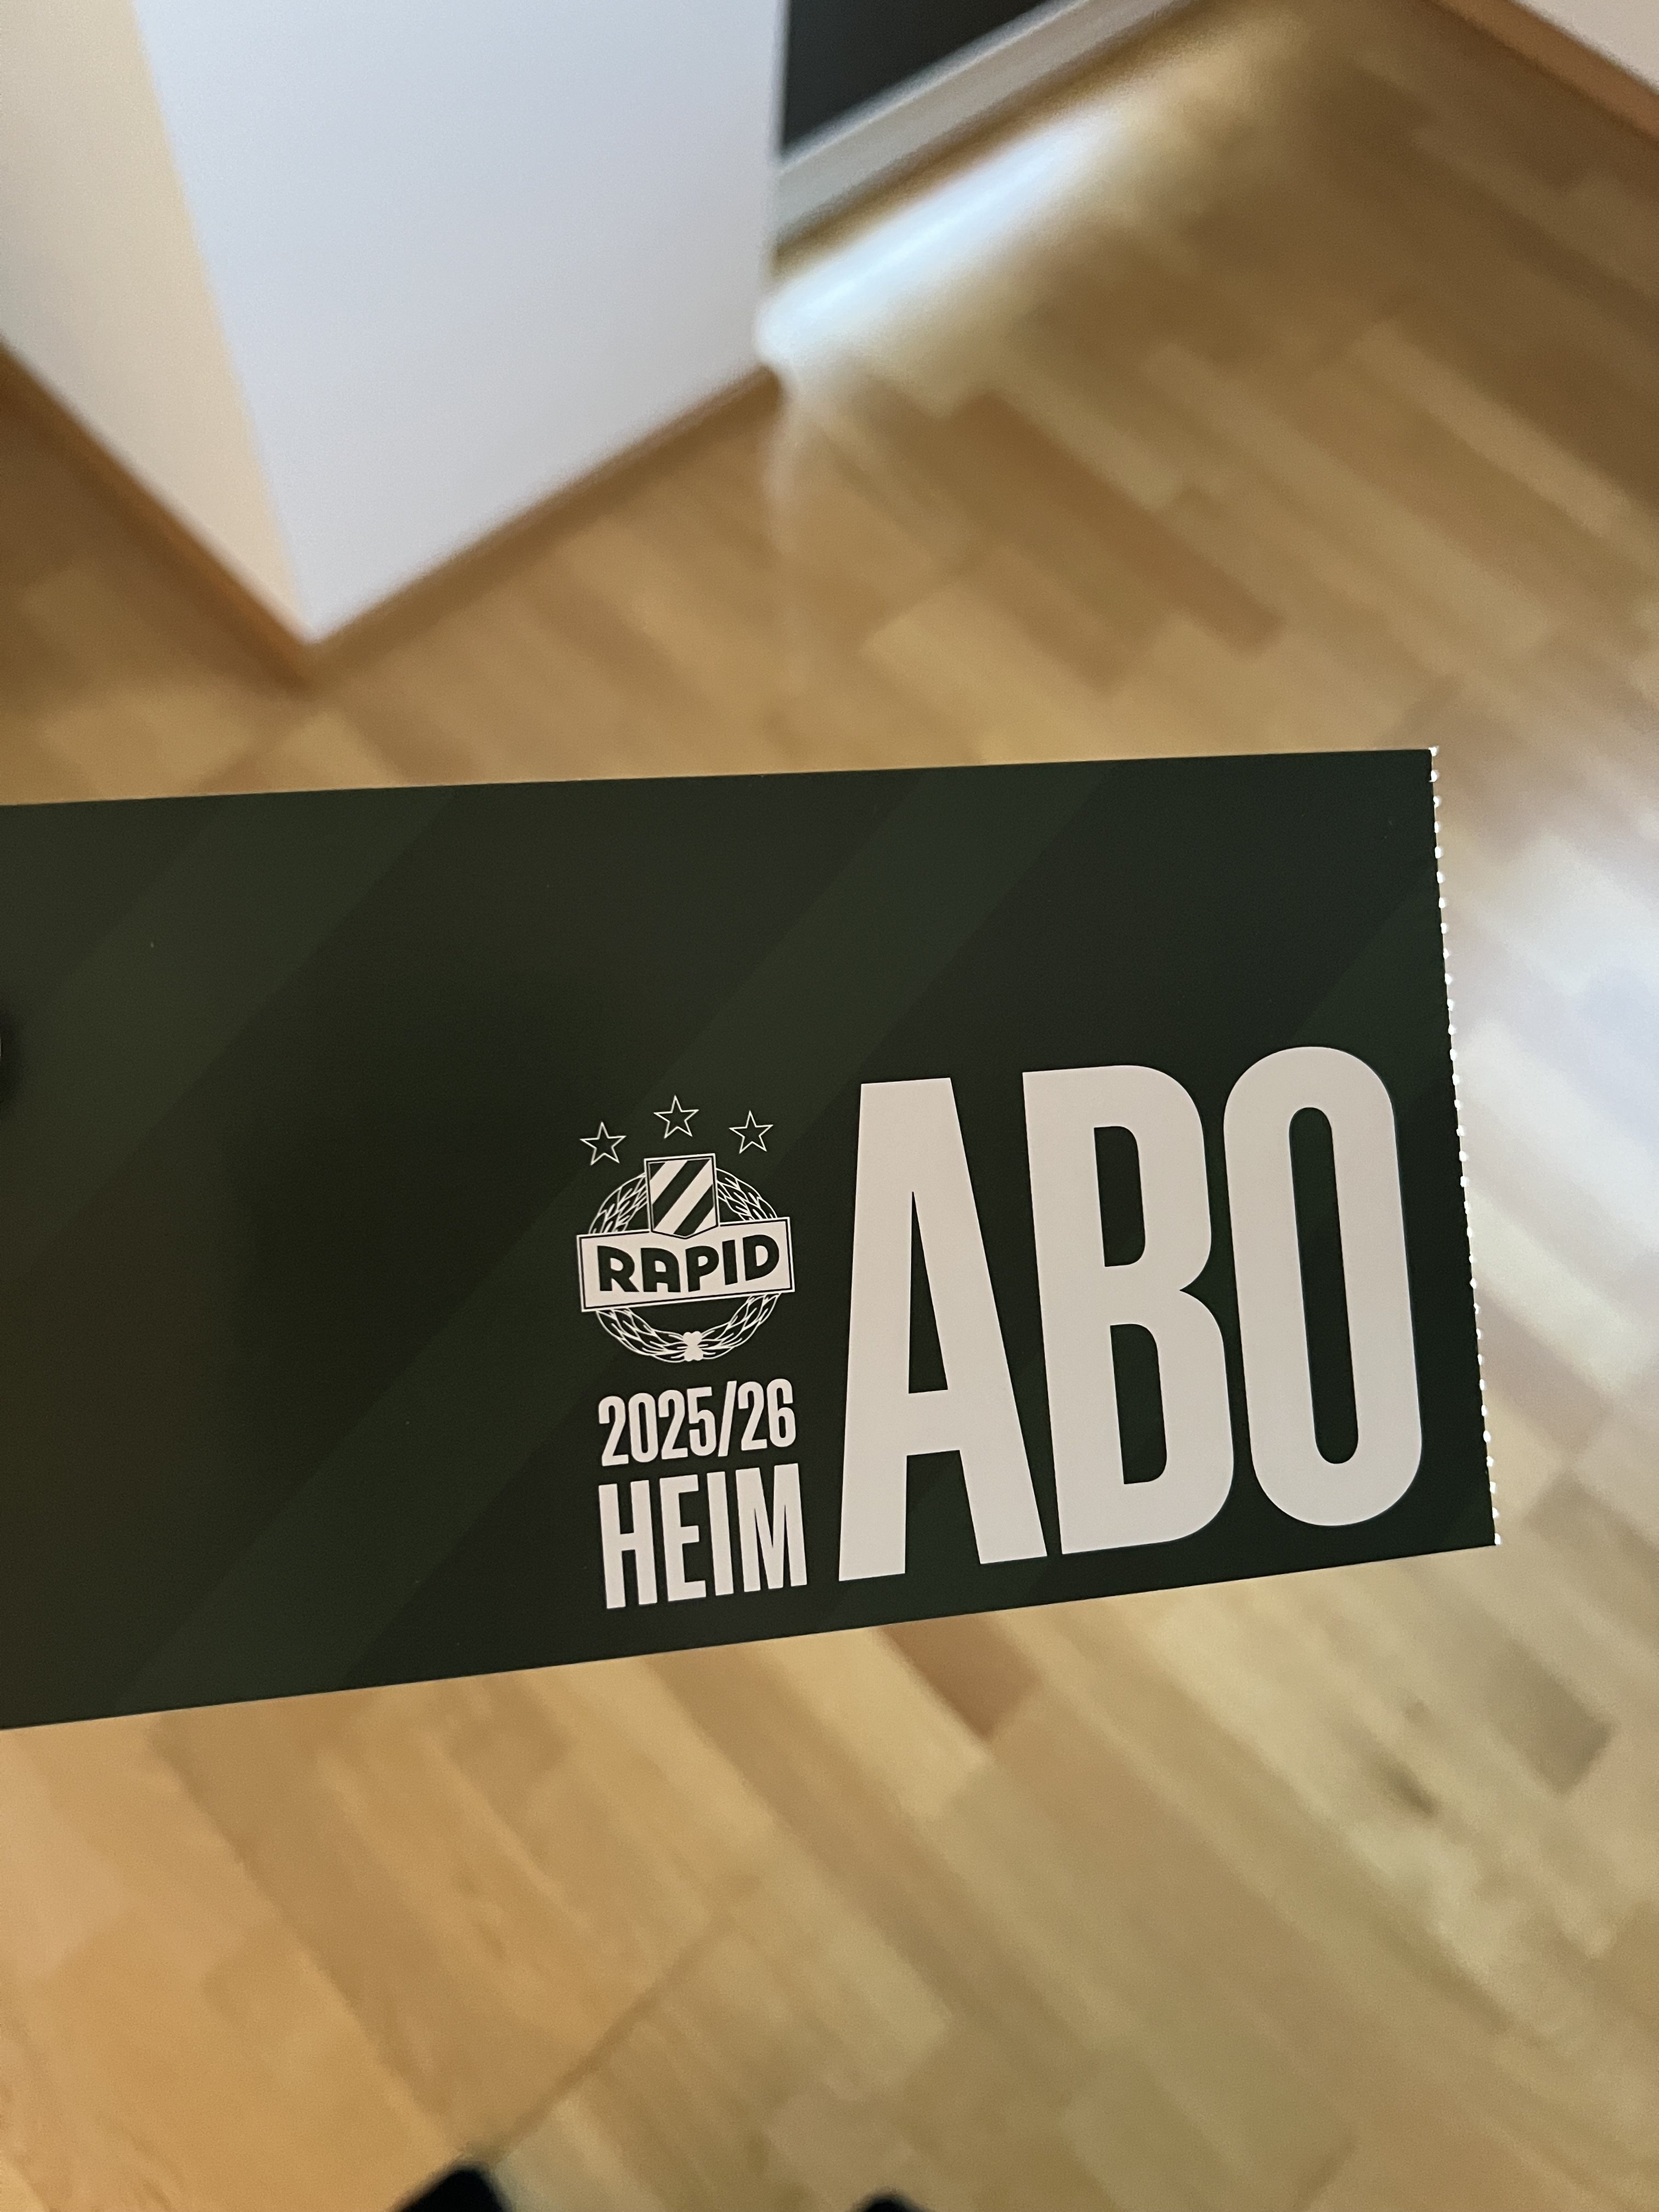 RAPID
2025/26
HEIM
ABO